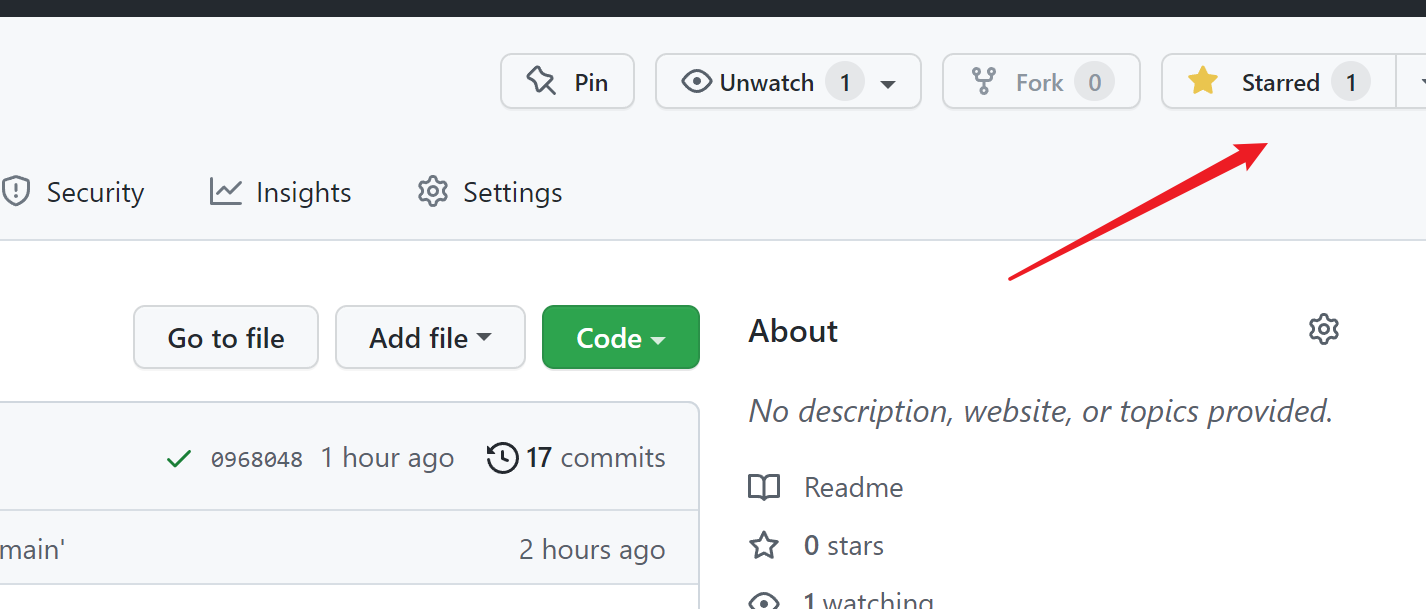 Pin Unwatch 1 Fork 0 Starred 1
Security Insights Settings
Go to file Add file Code
About
No description, website, or topics provided.
0968048 1 hour ago 17 commits
Readme
main' 2 hours ago
0 stars
1 watching